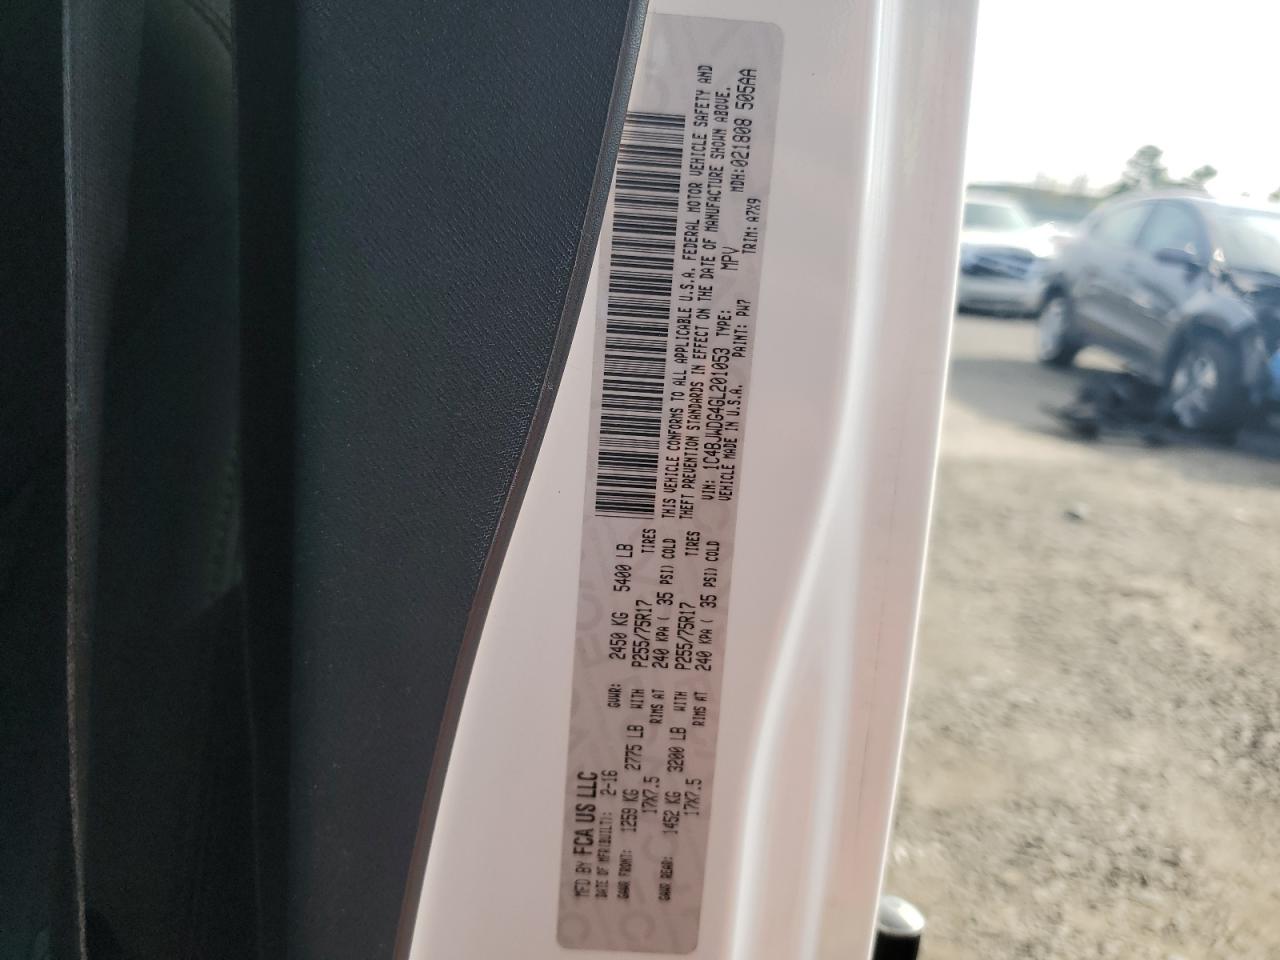 MFD BY FCA US LLC
DATE OF MFR(BUILT): 2-16 GVWR: 2450 KG 5400 LB
GAWR FRONT: 1259 KG 2775 LB WITH P255/75R17 TIRES
17X7.5 RIMS AT 240 KPA ( 35 PSI) COLD
GAWR REAR: 1452 KG 3200 LB WITH P255/75R17 TIRES
17X7.5 RIMS AT 240 KPA ( 35 PSI) COLD
THIS VEHICLE CONFORMS TO ALL APPLICABLE U.S.A. FEDERAL MOTOR VEHICLE SAFETY AND
THEFT PREVENTION STANDARDS IN EFFECT ON THE DATE OF MANUFACTURE SHOWN ABOVE.
VIN: 1C4BJWDG4GL201053 TYPE: MPV MDH:021808 505AA
VEHICLE MADE IN U.S.A. PAINT: PW7 TRIM: A7X9